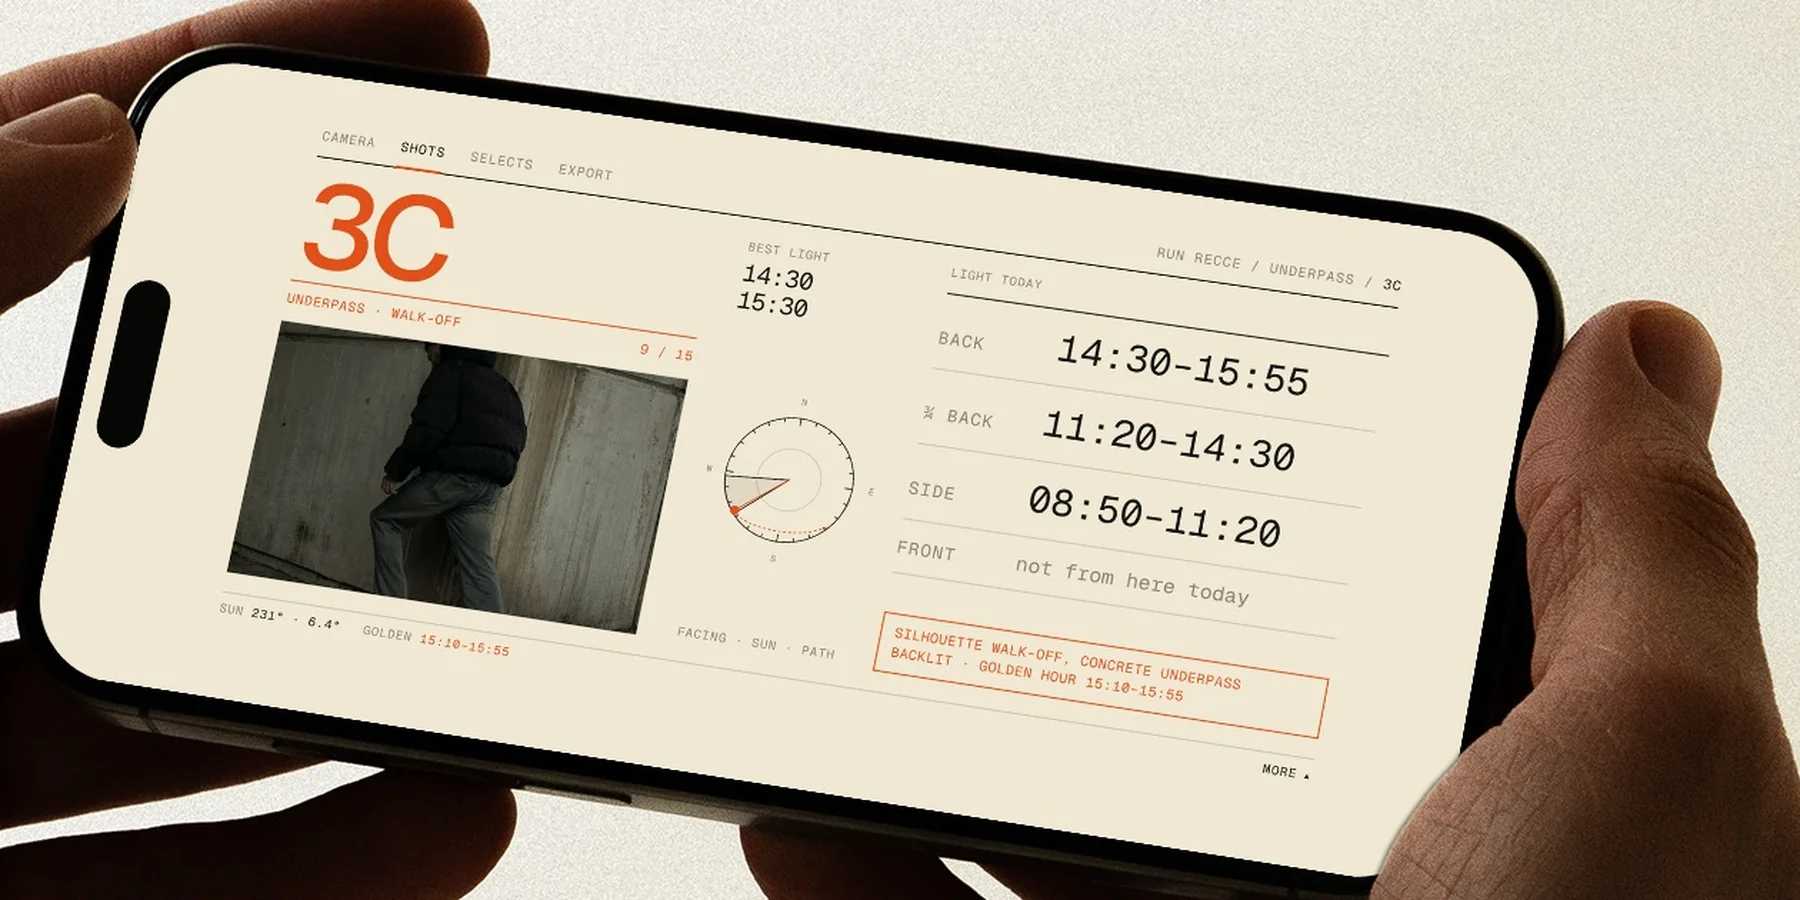 CAMERA SHOTS SELECTS EXPORT
RUN RECCE / UNDERPASS / 3C
3C
UNDERPASS · WALK-OFF
9 / 15
SUN 231° · 6.4° GOLDEN 15:10–15:55
BEST LIGHT
14:30
15:30
N
W
E
S
FACING · SUN · PATH
LIGHT TODAY
BACK 14:30–15:55
¾ BACK 11:20–14:30
SIDE 08:50–11:20
FRONT not from here today
SILHOUETTE WALK-OFF, CONCRETE UNDERPASS
BACKLIT · GOLDEN HOUR 15:10–15:55
MORE ▴